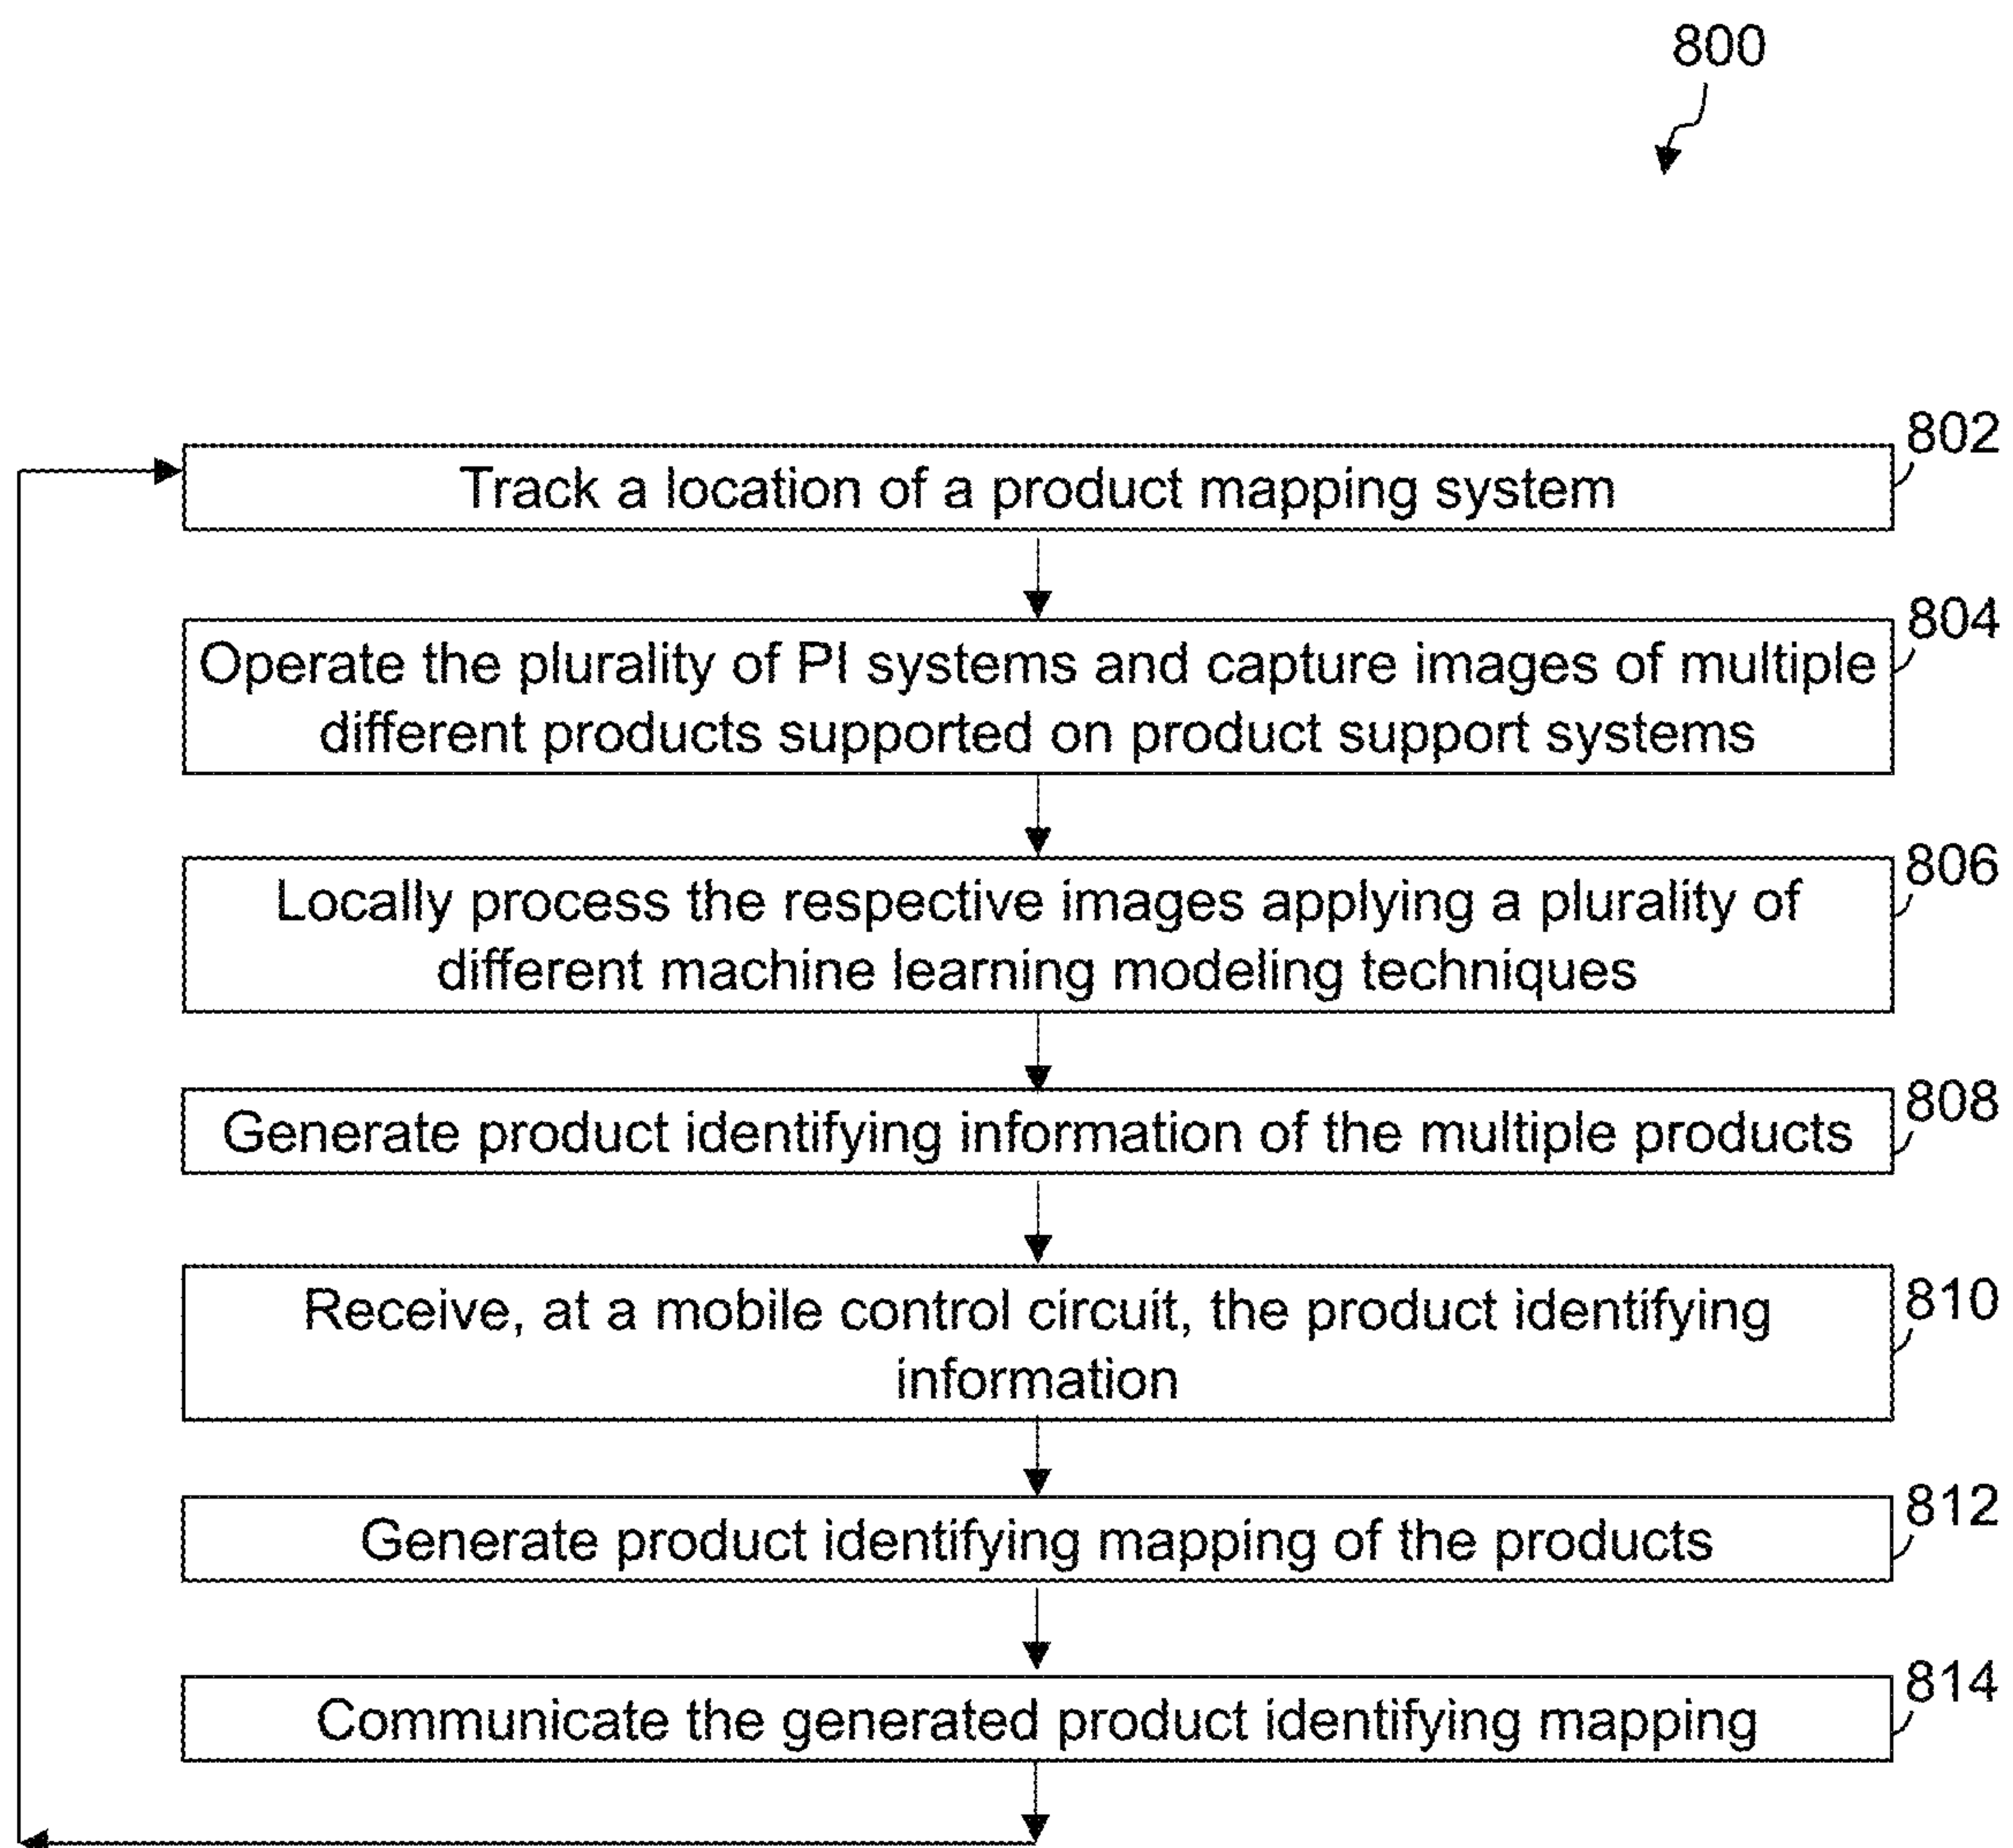 800
802
Track a location of a product mapping system
804
Operate the plurality of PI systems and capture images of multiple
different products supported on product support systems
806
Locally process the respective images applying a plurality of
different machine learning modeling techniques
808
Generate product identifying information of the multiple products
810
Receive, at a mobile control circuit, the product identifying
information
812
Generate product identifying mapping of the products
814
Communicate the generated product identifying mapping